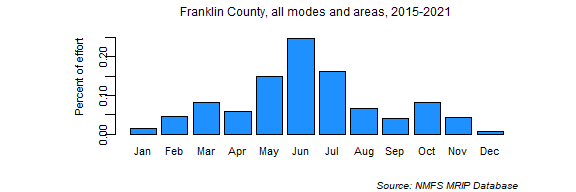 Franklin County, all modes and areas, 2015-2021
Percent of effort
0.20
0.10
0.00
Jan Feb Mar Apr May Jun Jul Aug Sep Oct Nov Dec
Source: NMFS MRIP Database